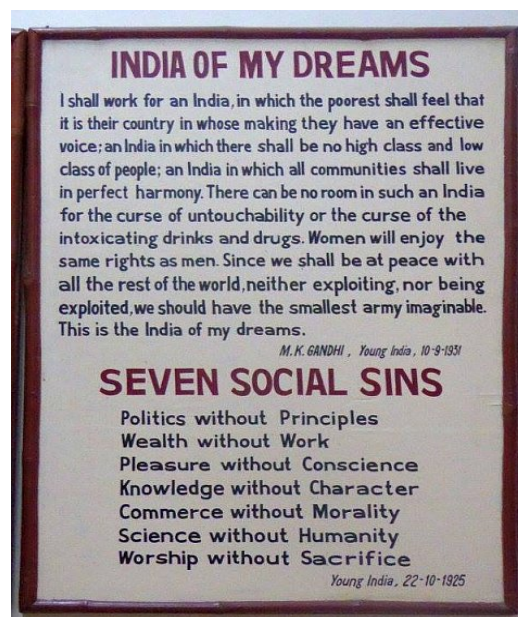 INDIA OF MY DREAMS
I shall work for an India, in which the poorest shall feel that
it is their country in whose making they have an effective
voice; an India in which there shall be no high class and low
class of people; an India in which all communities shall live
in perfect harmony. There can be no room in such an India
for the curse of untouchability or the curse of the
intoxicating drinks and drugs. Women will enjoy the
same rights as men. Since we shall be at peace with
all the rest of the world, neither exploiting, nor being
exploited, we should have the smallest army imaginable.
This is the India of my dreams.
M.K. GANDHI, Young India, 10-9-1931
SEVEN SOCIAL SINS
Politics without Principles
Wealth without Work
Pleasure without Conscience
Knowledge without Character
Commerce without Morality
Science without Humanity
Worship without Sacrifice
Young India, 22-10-1925